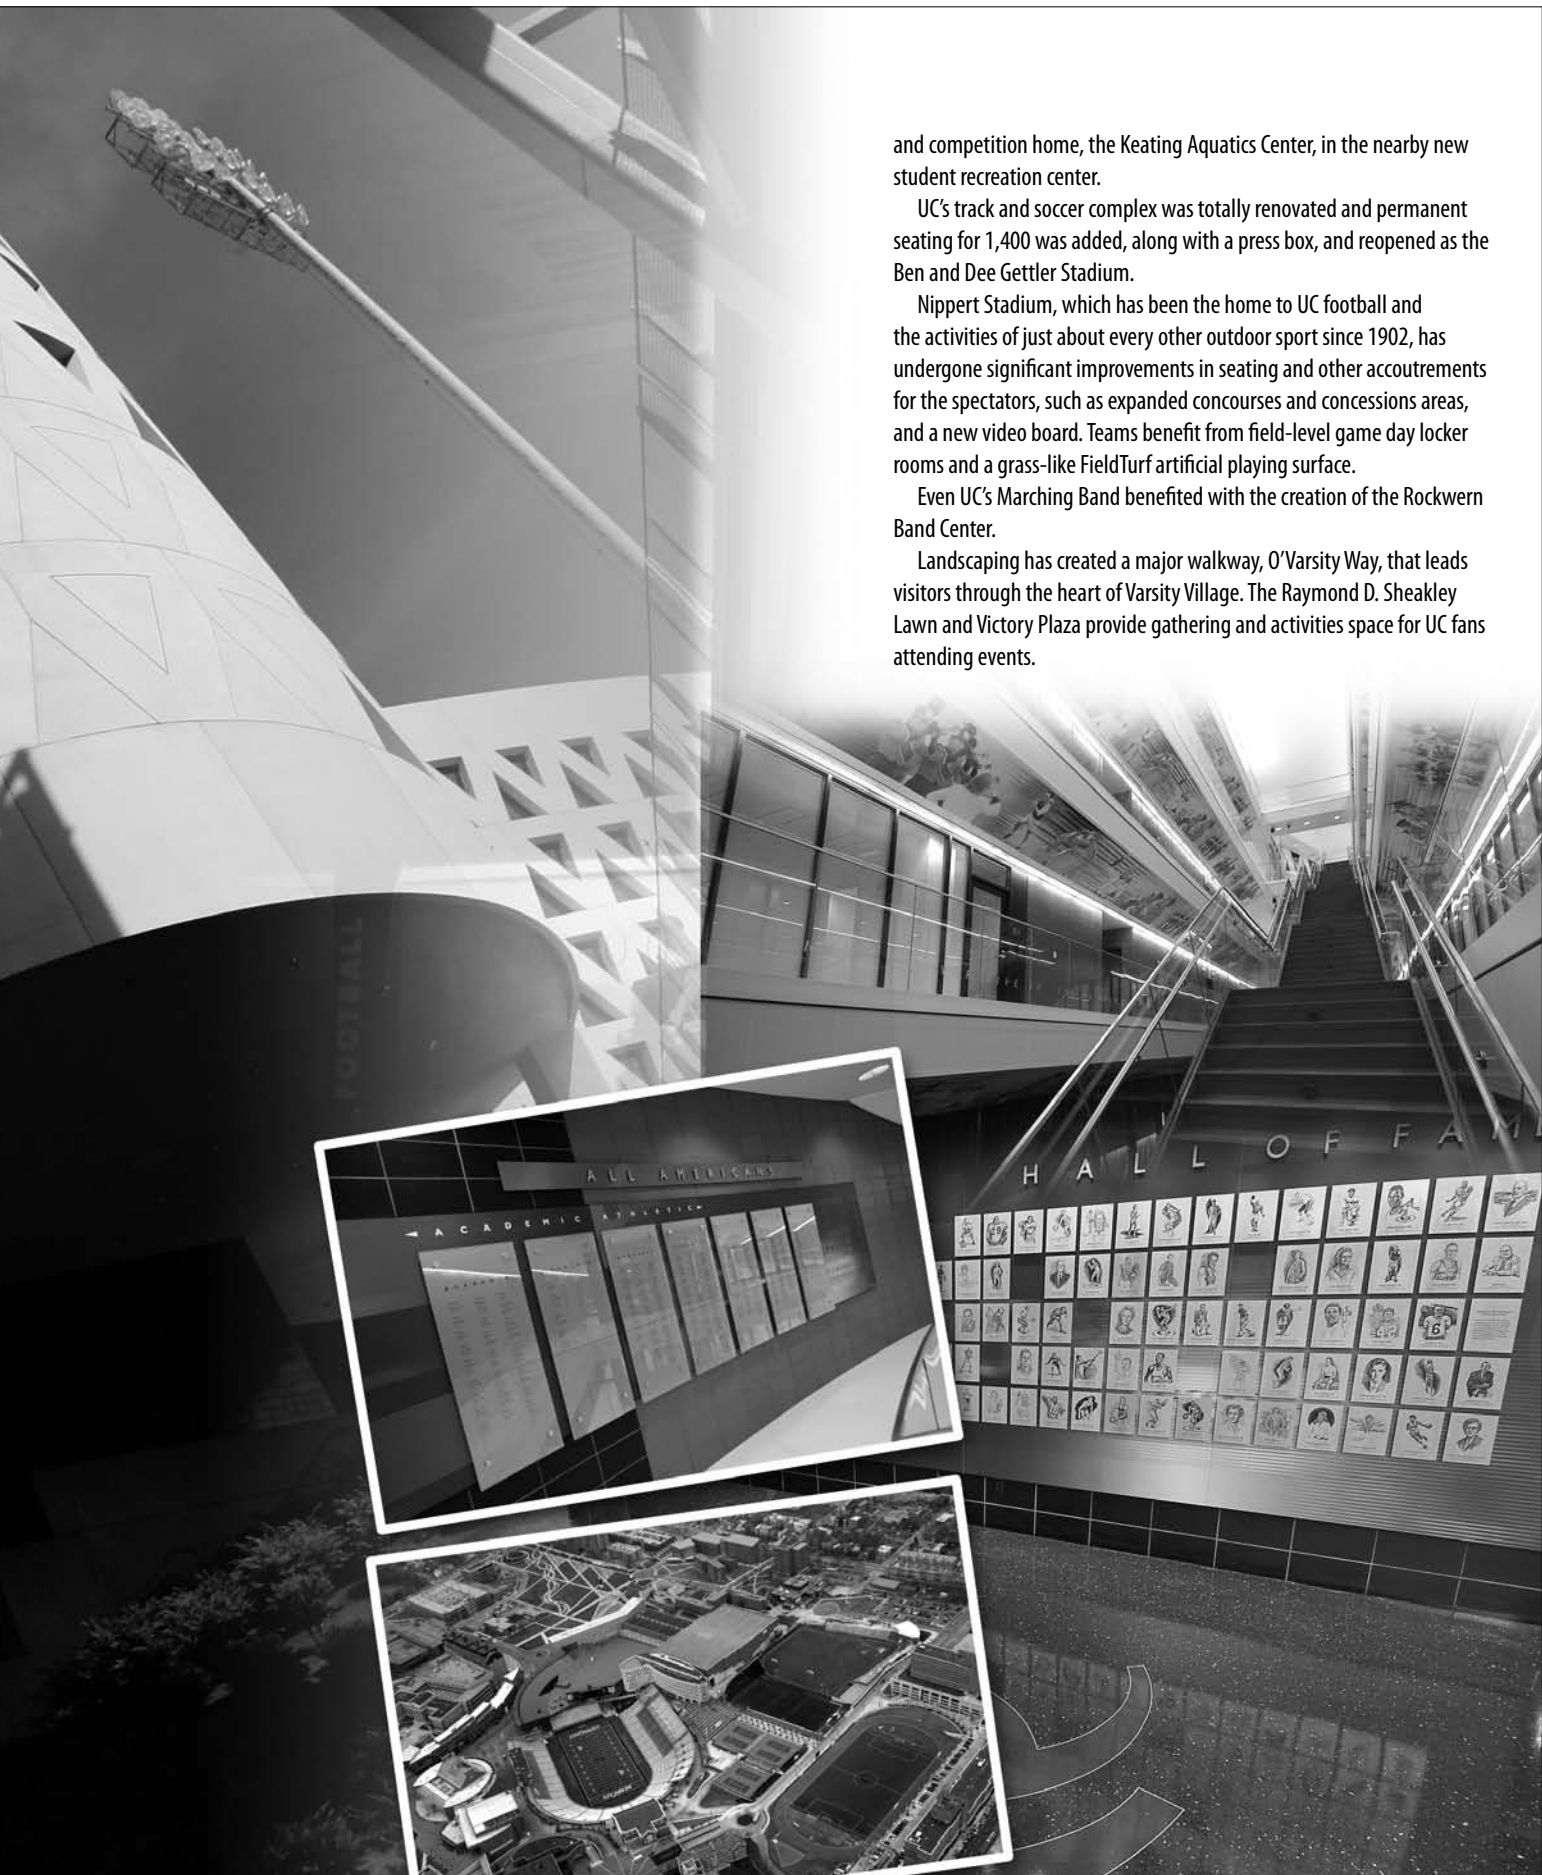 and competition home, the Keating Aquatics Center, in the nearby new
student recreation center.
UC’s track and soccer complex was totally renovated and permanent
seating for 1,400 was added, along with a press box, and reopened as the
Ben and Dee Gettler Stadium.
Nippert Stadium, which has been the home to UC football and
the activities of just about every other outdoor sport since 1902, has
undergone significant improvements in seating and other accoutrements
for the spectators, such as expanded concourses and concessions areas,
and a new video board. Teams benefit from field-level game day locker
rooms and a grass-like FieldTurf artificial playing surface.
Even UC’s Marching Band benefited with the creation of the Rockwern
Band Center.
Landscaping has created a major walkway, O’Varsity Way, that leads
visitors through the heart of Varsity Village. The Raymond D. Sheakley
Lawn and Victory Plaza provide gathering and activities space for UC fans
attending events.
FOOTBALL
HALL OF FAME
ALL AMERICANS
ACADEMIC ATHLETIC
6